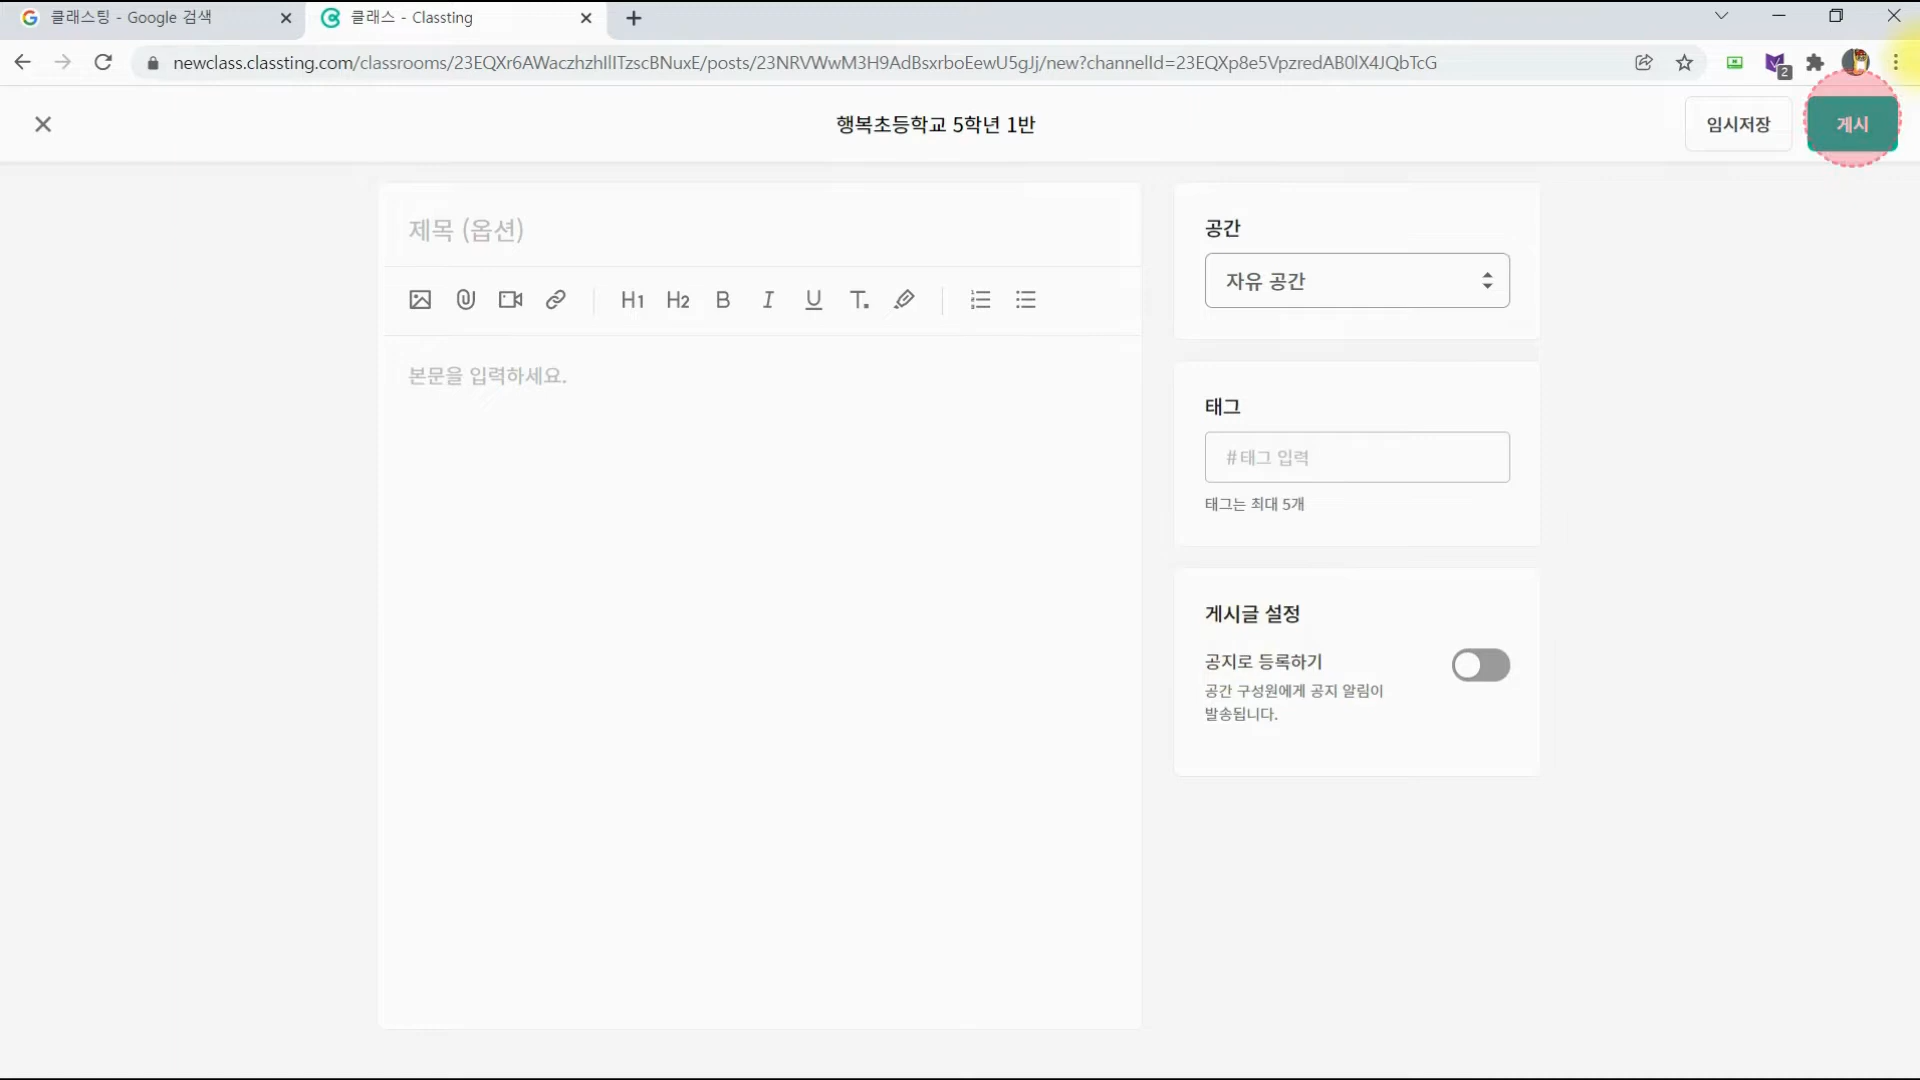 클래스팅 - Google 검색
클래스 - Classting
newclass.classting.com/classrooms/23EQXr6AWaczhzhIlITzscBNuxE/posts/23NRVWwM3H9AdBsxrboEewU5gJj/new?channelId=23EQXp8e5VpzredAB0lX4JQbTcG
2
행복초등학교 5학년 1반
임시저장
게시
제목 (옵션)
H1 H2 B I U T.
본문을 입력하세요.
공간
자유 공간
태그
#태그 입력
태그는 최대 5개
게시글 설정
공지로 등록하기
공간 구성원에게 공지 알림이
발송됩니다.